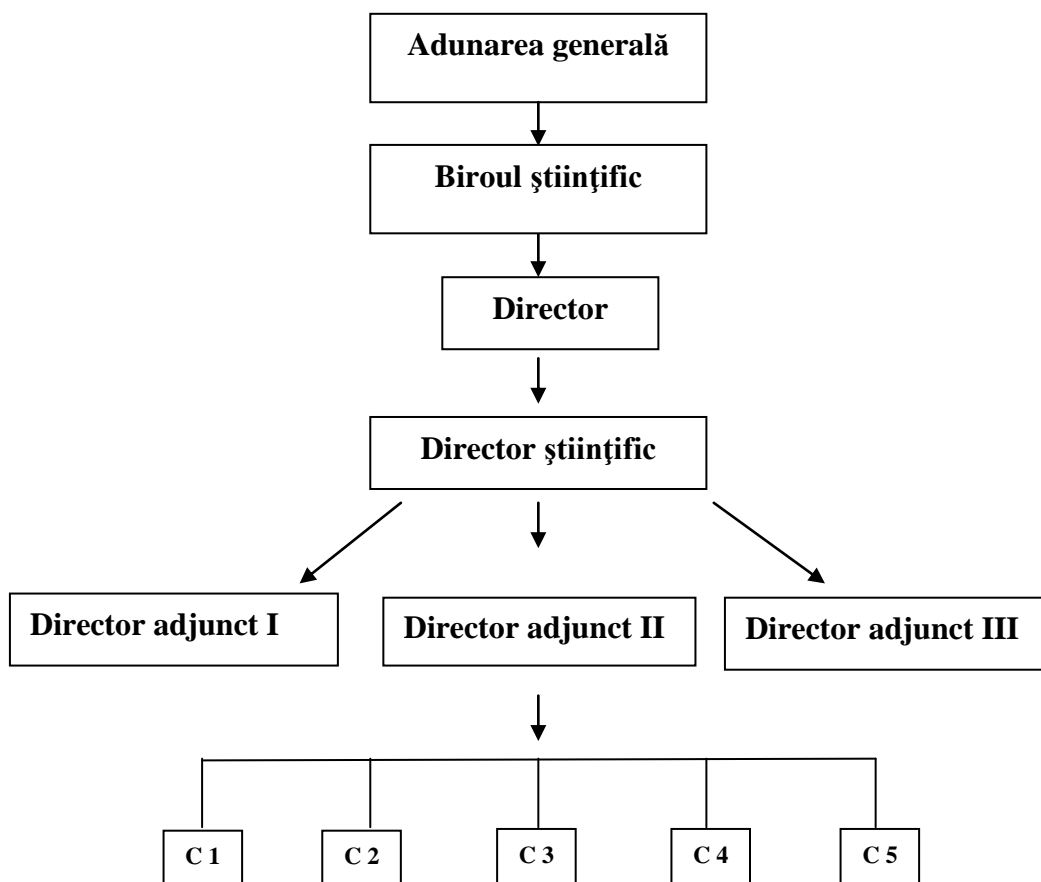 Adunarea generală
Biroul ştiinţific
Director
Director ştiinţific
Director adjunct I
Director adjunct II
Director adjunct III
C 1
C 2
C 3
C 4
C 5